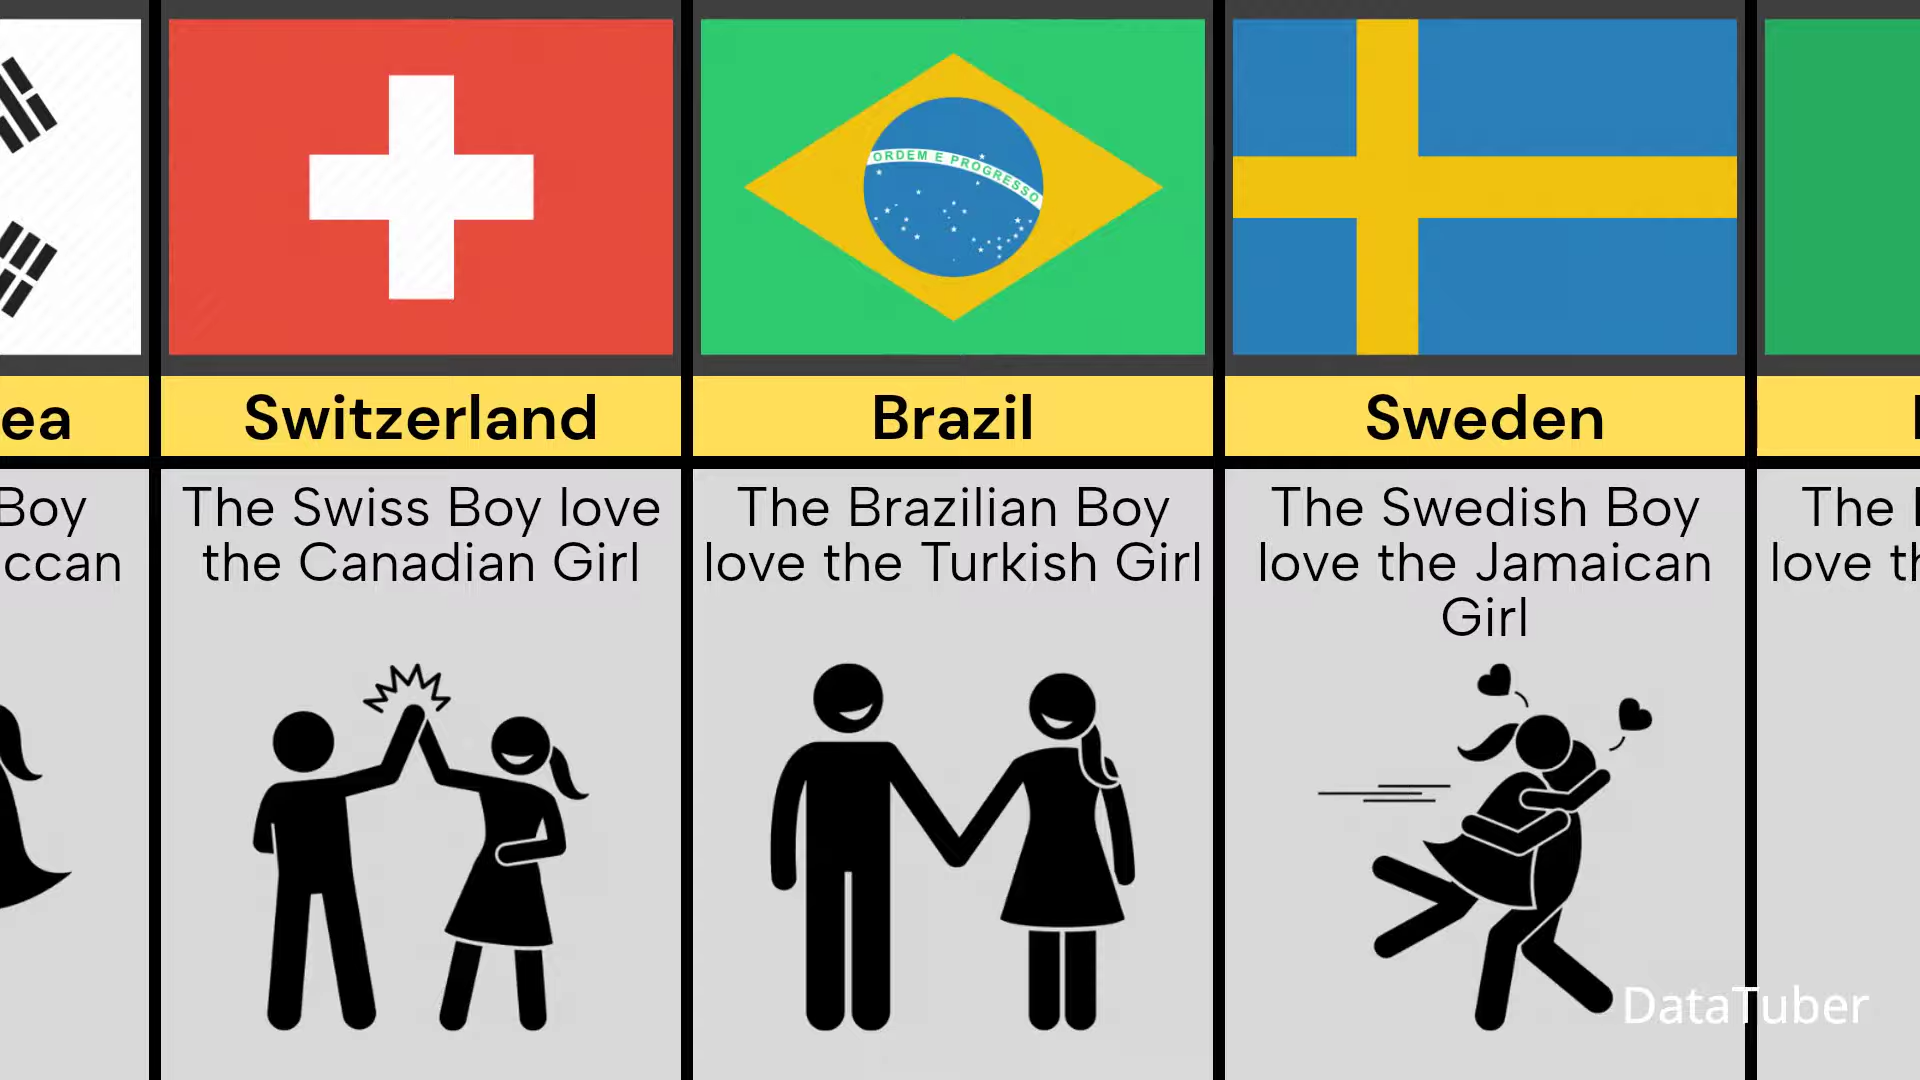 ORDEM E PROGRESSO
ea
Switzerland
Brazil
Sweden
Boy
ccan
The Swiss Boy love
the Canadian Girl
The Brazilian Boy
love the Turkish Girl
The Swedish Boy
love the Jamaican
Girl
The
love th
DataTuber